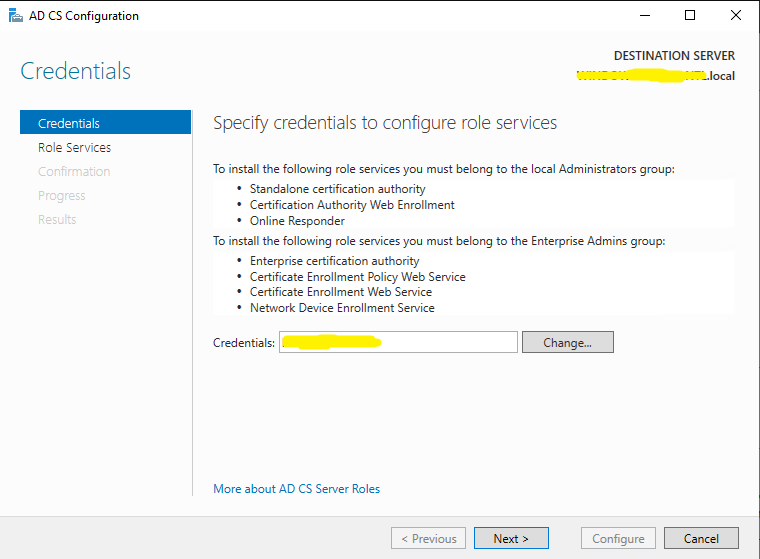 AD CS Configuration
Credentials
DESTINATION SERVER
.local
Credentials
Role Services
Confirmation
Progress
Results
Specify credentials to configure role services
To install the following role services you must belong to the local Administrators group:
• Standalone certification authority
• Certification Authority Web Enrollment
• Online Responder
To install the following role services you must belong to the Enterprise Admins group:
• Enterprise certification authority
• Certificate Enrollment Policy Web Service
• Certificate Enrollment Web Service
• Network Device Enrollment Service
Credentials:
Change...
More about AD CS Server Roles
< Previous
Next >
Configure
Cancel